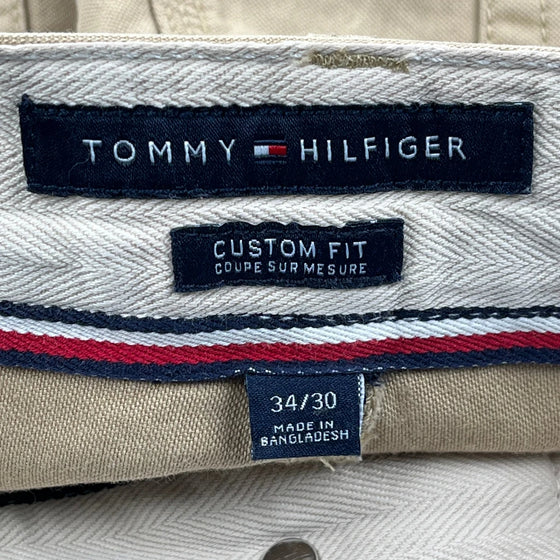 TOMMY HILFIGER
CUSTOM FIT
COUPE SUR MESURE
34/30
MADE IN
BANGLADESH